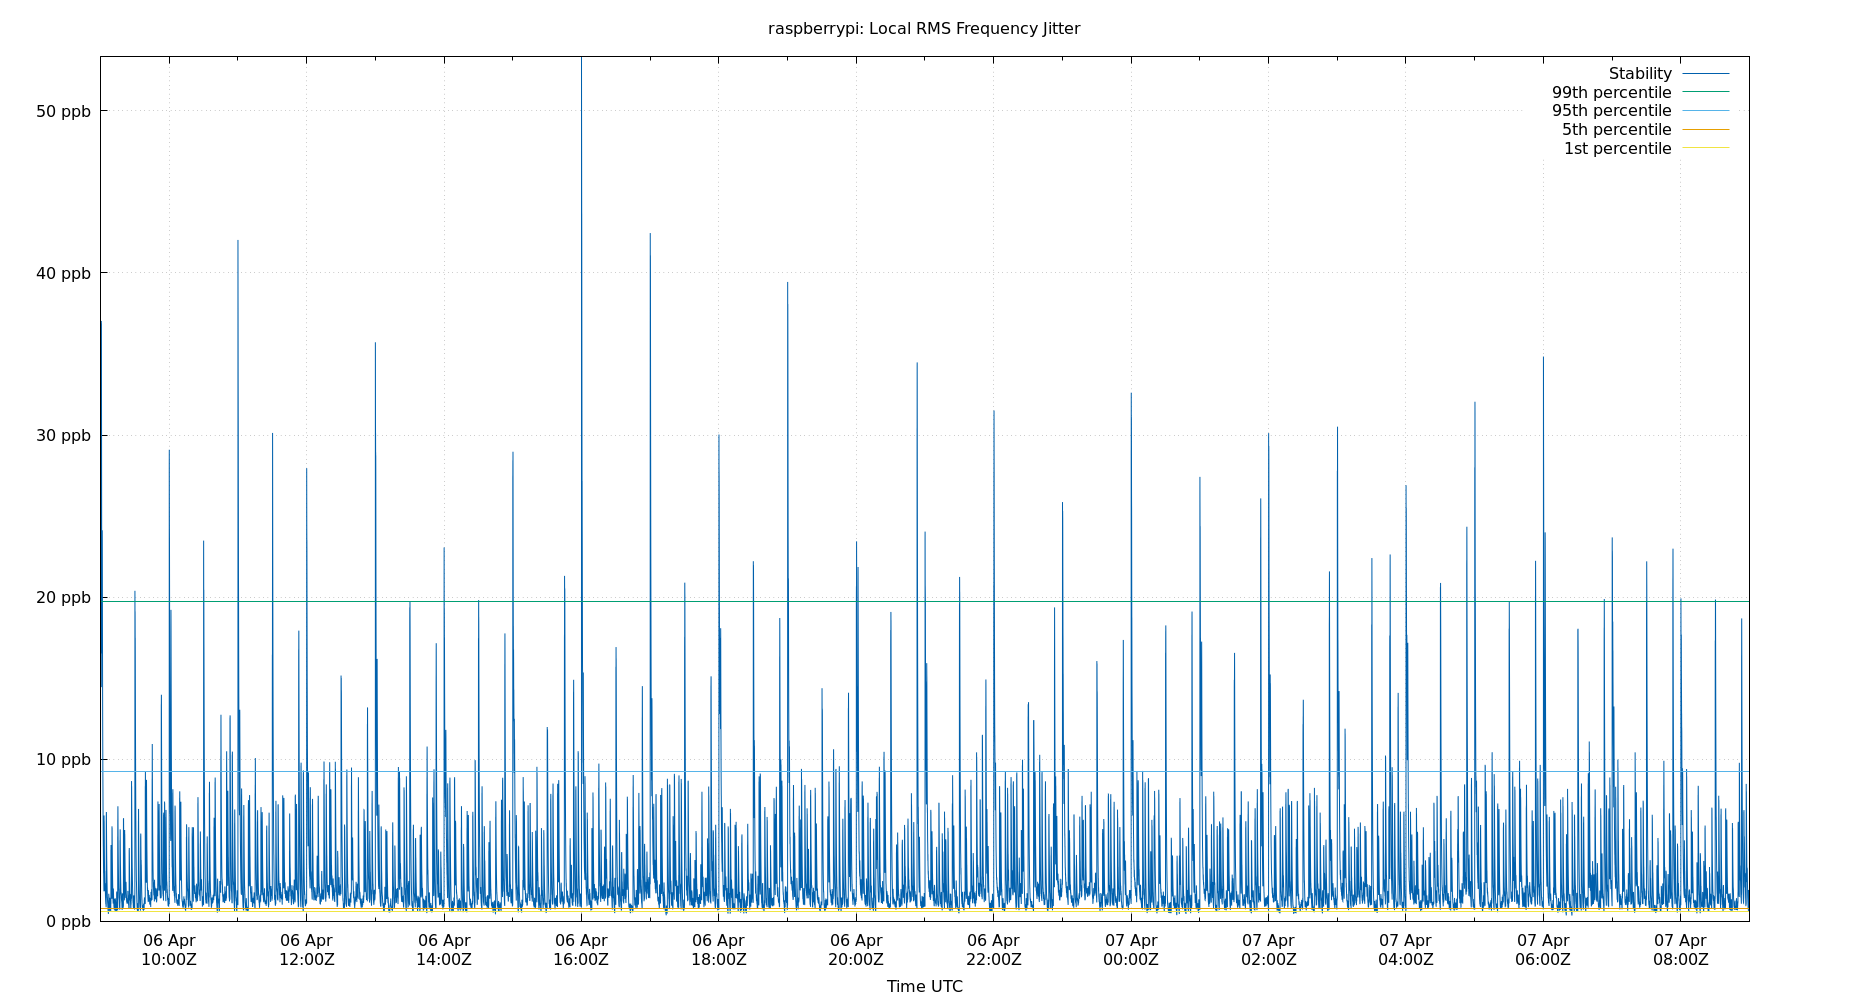 raspberrypi: Local RMS Frequency Jitter
Stability
99th percentile
95th percentile
5th percentile
1st percentile
50 ppb
40 ppb
30 ppb
20 ppb
10 ppb
0 ppb
06 Apr
10:00Z
06 Apr
12:00Z
06 Apr
14:00Z
06 Apr
16:00Z
06 Apr
18:00Z
06 Apr
20:00Z
06 Apr
22:00Z
07 Apr
00:00Z
07 Apr
02:00Z
07 Apr
04:00Z
07 Apr
06:00Z
07 Apr
08:00Z
Time UTC